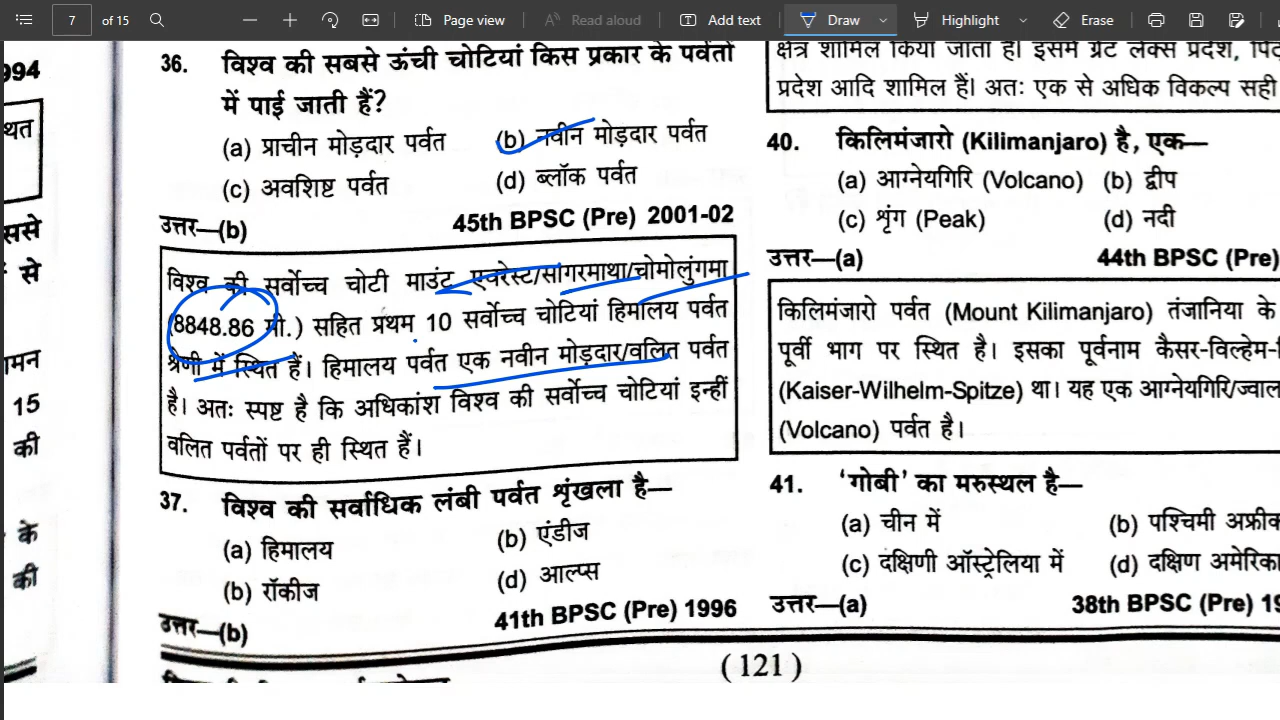 7 of 15 Page view Read aloud Add text Draw Highlight Erase
994
थत
ससे
से
ामन
15
की
के
की
36. विश्व की सबसे ऊंची चोटियां किस प्रकार के पर्वतों
में पाई जाती हैं?
(a) प्राचीन मोड़दार पर्वत (b) नवीन मोड़दार पर्वत
(c) अवशिष्ट पर्वत (d) ब्लॉक पर्वत
उत्तर—(b) 45th BPSC (Pre) 2001-02
विश्व की सर्वोच्च चोटी माउंट एवरेस्ट/सागरमाथा/चोमोलुंगमा
(8848.86 मी.) सहित प्रथम 10 सर्वोच्च चोटियां हिमालय पर्वत
श्रेणी में स्थित हैं। हिमालय पर्वत एक नवीन मोड़दार/वलित पर्वत
है। अतः स्पष्ट है कि अधिकांश विश्व की सर्वोच्च चोटियां इन्हीं
वलित पर्वतों पर ही स्थित हैं।
37. विश्व की सर्वाधिक लंबी पर्वत शृंखला है—
(a) हिमालय (b) एंडीज
(b) रॉकीज (d) आल्प्स
41th BPSC (Pre) 1996
उत्तर—(b)
क्षेत्र शामिल किया जाता है। इसमें ग्रेट लेक्स प्रदेश,
प्रदेश आदि शामिल हैं। अतः एक से अधिक विकल्प सही
40. किलिमंजारो (Kilimanjaro) है, एक—
(a) आग्नेयगिरि (Volcano) (b) द्वीप
(c) शृंग (Peak) (d) नदी
उत्तर—(a) 44th BPSC (Pre)
किलिमंजारो पर्वत (Mount Kilimanjaro) तंजानिया के
पूर्वी भाग पर स्थित है। इसका पूर्वनाम कैसर-विल्हेम-
(Kaiser-Wilhelm-Spitze) था। यह एक आग्नेयगिरि/ज्वाल
(Volcano) पर्वत है।
41. 'गोबी' का मरुस्थल है—
(a) चीन में (b) पश्चिमी अफ्रीक
(c) दक्षिणी ऑस्ट्रेलिया में (d) दक्षिण अमेरिका
उत्तर—(a) 38th BPSC (Pre) 19
(121)